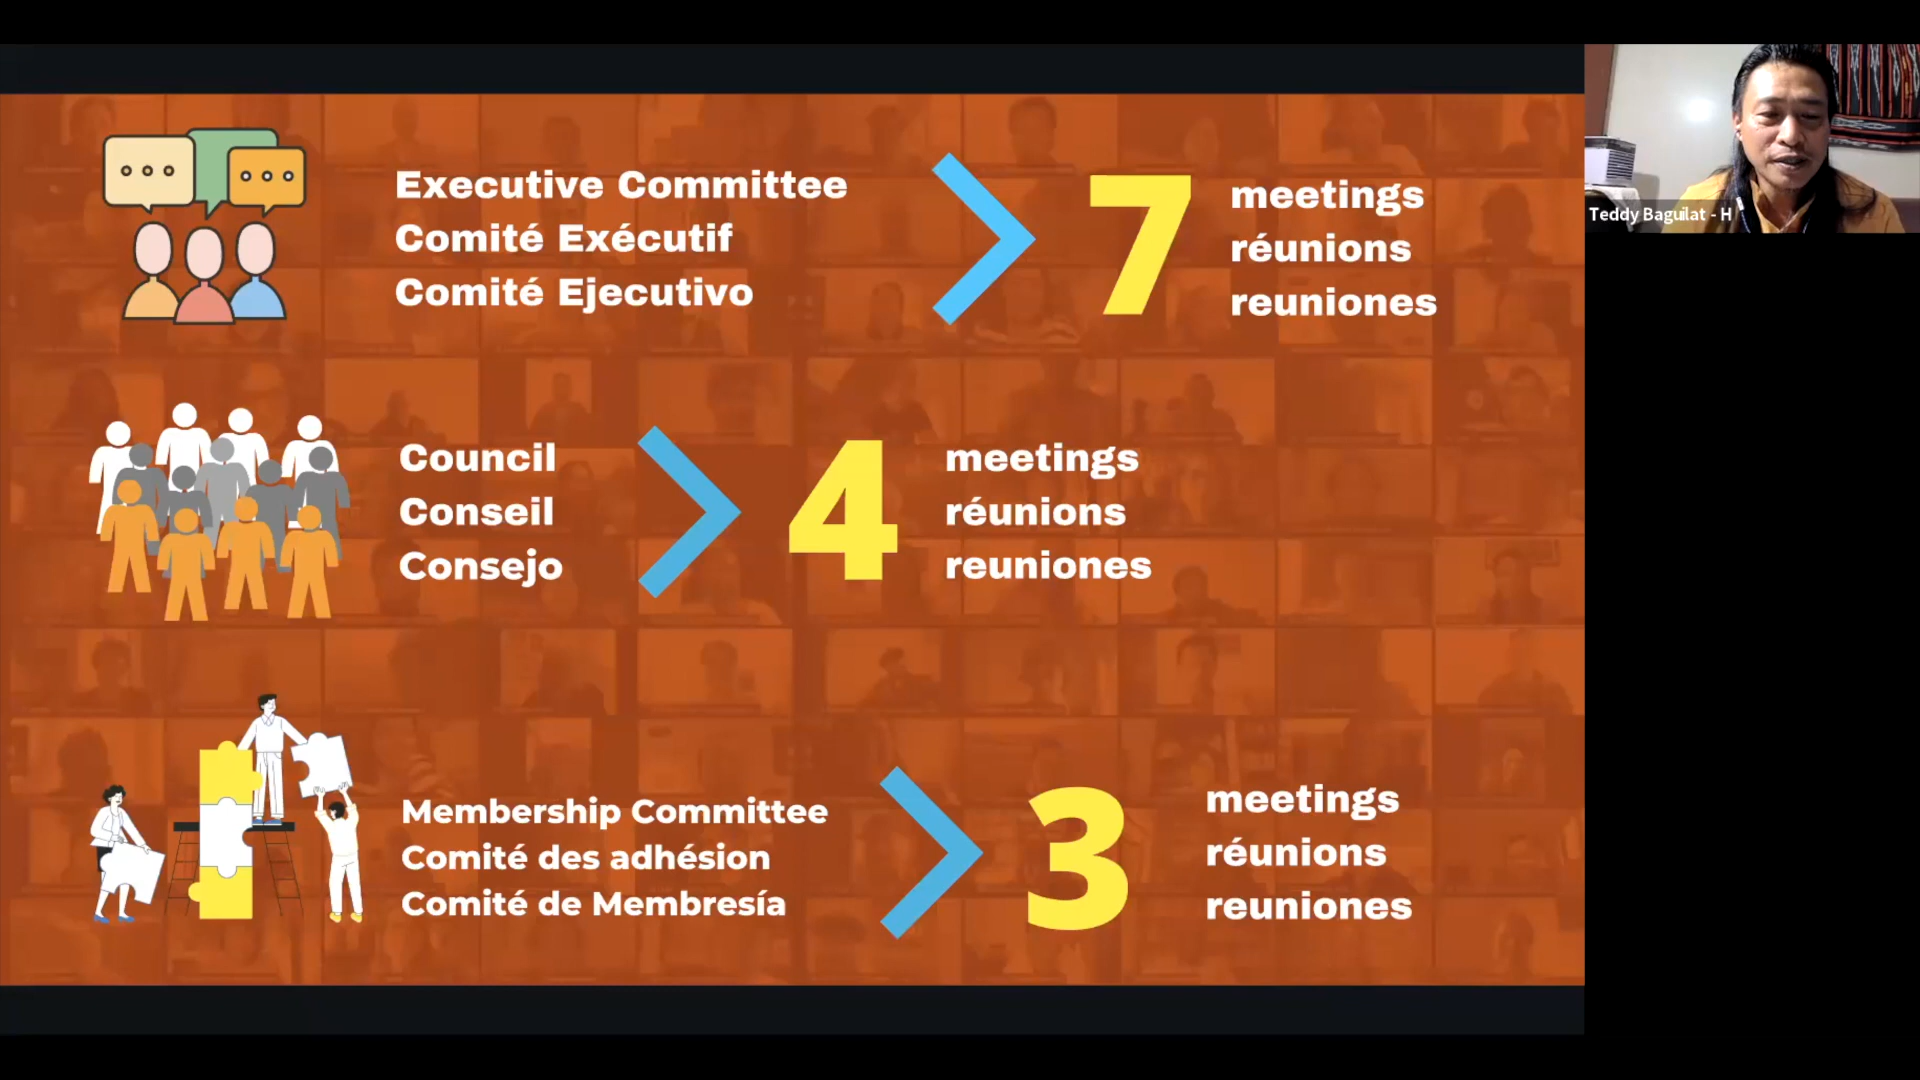 Executive Committee
Comité Exécutif
Comité Ejecutivo
7
meetings
réunions
reuniones
Council
Conseil
Consejo
4
meetings
réunions
reuniones
Membership Committee
Comité des adhésion
Comité de Membresía
3
meetings
réunions
reuniones
Teddy Baguilat - H